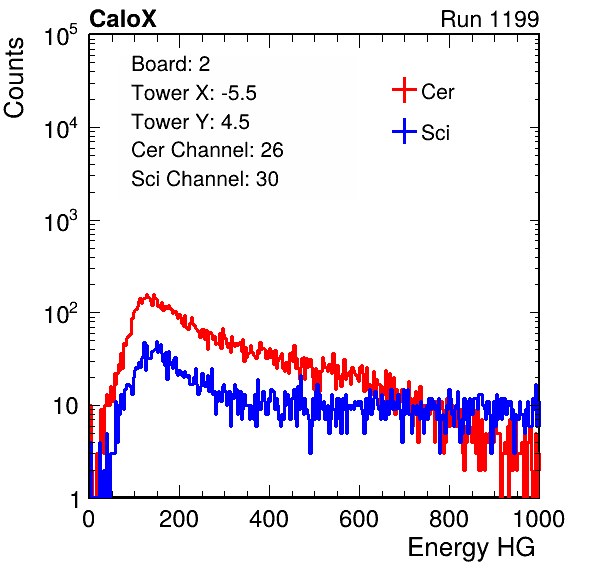 CaloX Run 1199
Counts
Board: 2
Tower X: -5.5
Tower Y: 4.5
Cer Channel: 26
Sci Channel: 30
Cer
Sci
10^5
10^4
10^3
10^2
10
1
0 200 400 600 800 1000
Energy HG